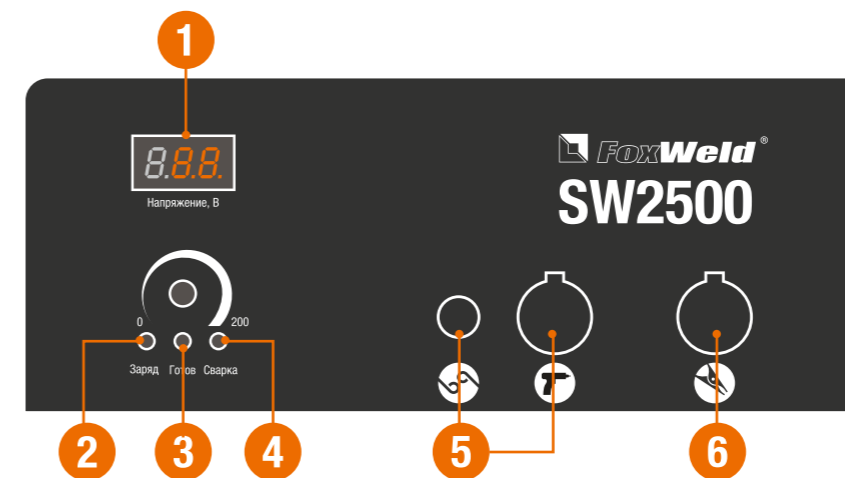 1
8.8.8.
Напряжение, В
FoxWeld®
SW2500
0 200
Заряд Готов Сварка
2 3 4 5 6